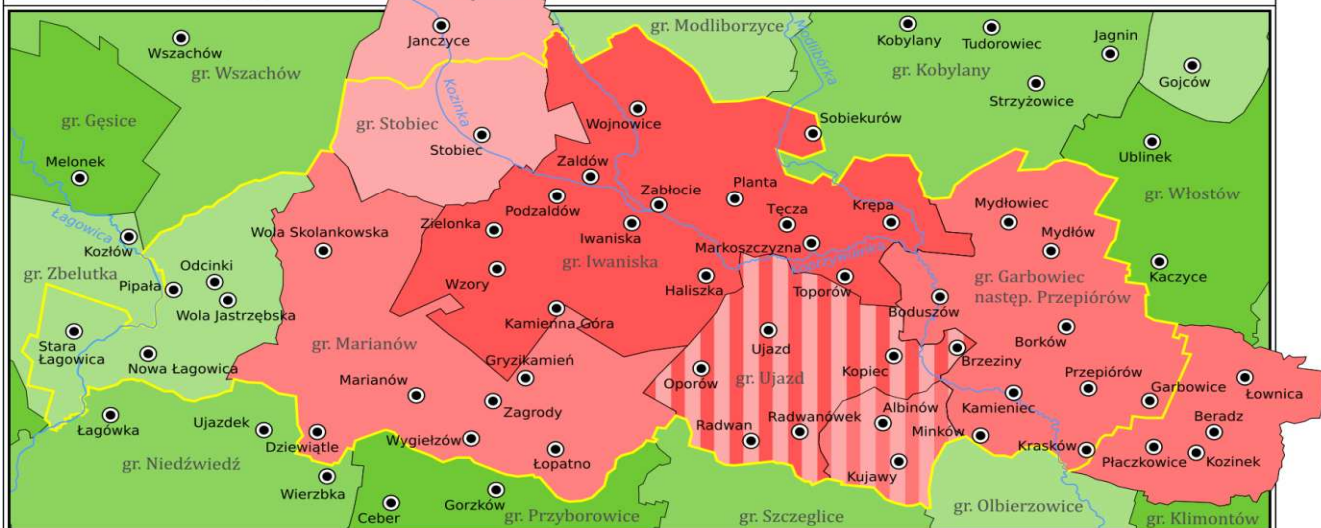 Wszachów
gr. Wszachów
Janczyce
gr. Modliborzyce
Modlibórka
Kobylany
Tudorowiec
Jagnin
Gojców
gr. Kobylany
Strzyżowice
Kozinka
gr. Gęsice
gr. Stobiec
Stobiec
Wojnowice
Sobiekurów
Ublinek
Melonek
Zaldów
Zabłocie
Planta
gr. Włostów
Łagowica
Kozłów
Wola Skolankowska
Zielonka
Podzaldów
Iwaniska
Tęcza
Krępa
Mydłowiec
Mydłów
Markoszczyzna
gr. Zbelutka
Odcinki
Pipała
Wola Jastrzębska
Wzory
gr. Iwaniska
Haliszka
Toporów
gr. Garbowiec
następ. Przepiórów
Kaczyce
Boduszów
Stara
Łagowica
Nowa Łagowica
Kamienna Góra
gr. Marianów
Gryzikamień
Ujazd
Kopiec
Brzeziny
Borków
Marianów
Zagrody
Oporów
gr. Ujazd
Przepiórów
Garbowice
Łownica
Łagówka
Ujazdek
Dziewiątle
Wygiełzów
Łopatno
Radwan
Radwanówek
Albinów
Minków
Kamieniec
Beradz
Krasków
Płaczkowice
Kozinek
gr. Niedźwiedź
Wierzbka
Kujawy
Ceber
Gorzków
gr. Przyborowice
gr. Szczeglice
gr. Olbierzowice
gr. Klimontów